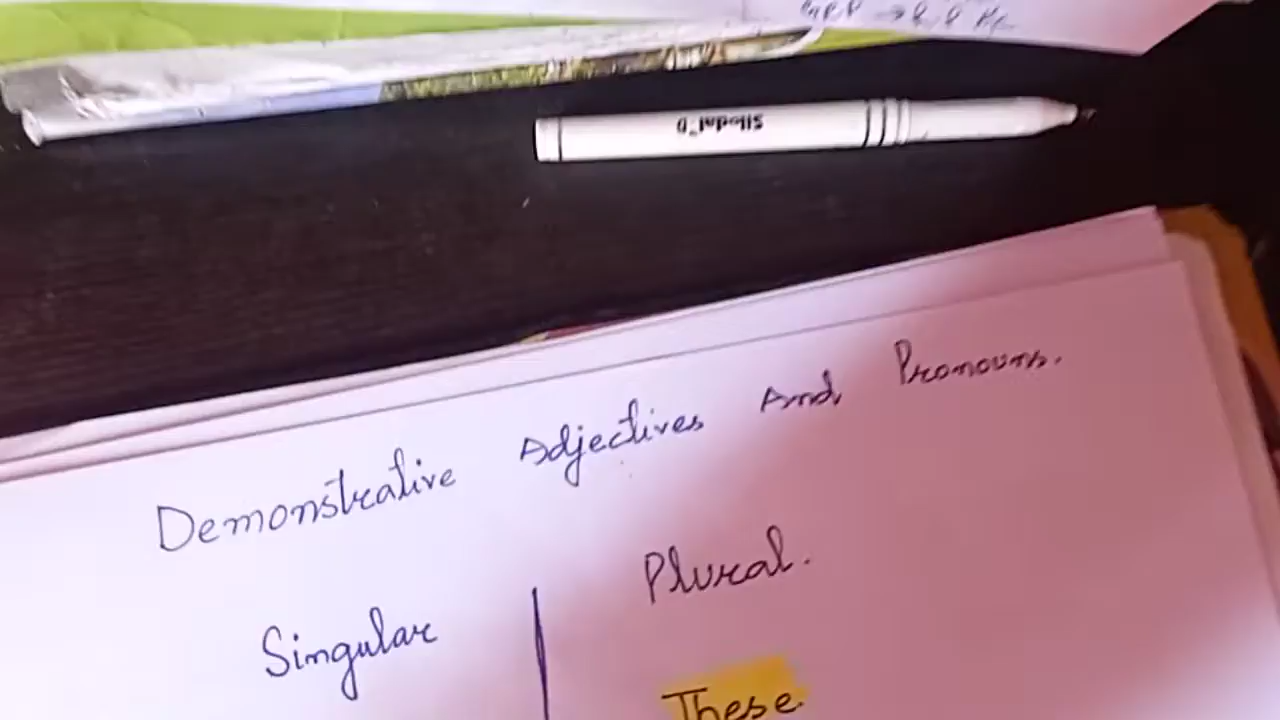 Demonstrative Adjectives And Pronouns.
Singular
Plural.
These